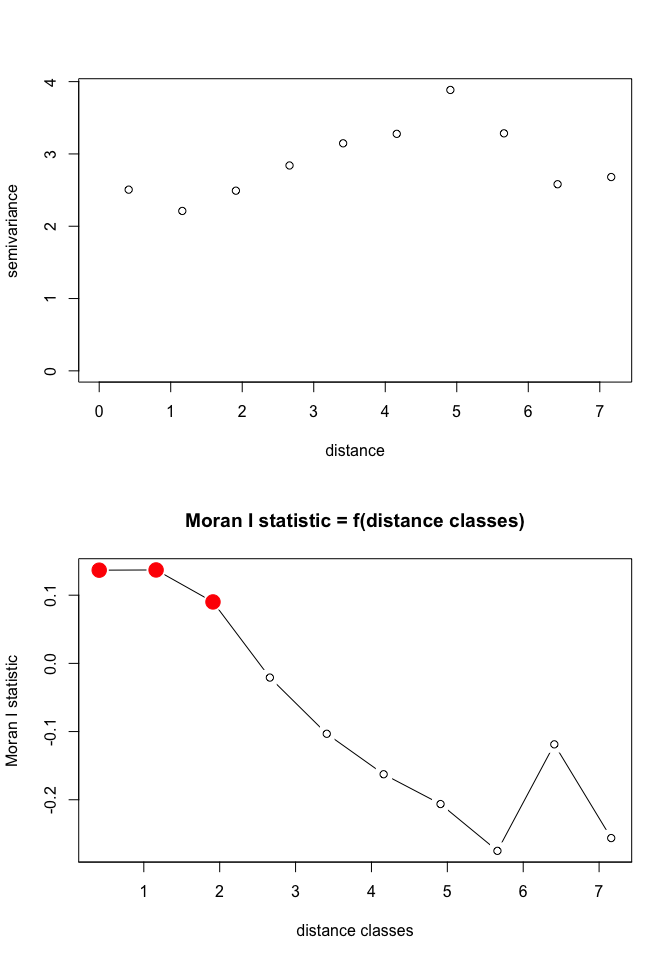 4
3
semivariance
2
1
0
0 1 2 3 4 5 6 7
distance
Moran I statistic = f(distance classes)
0.1
0.0
Moran I statistic
-0.1
-0.2
1 2 3 4 5 6 7
distance classes